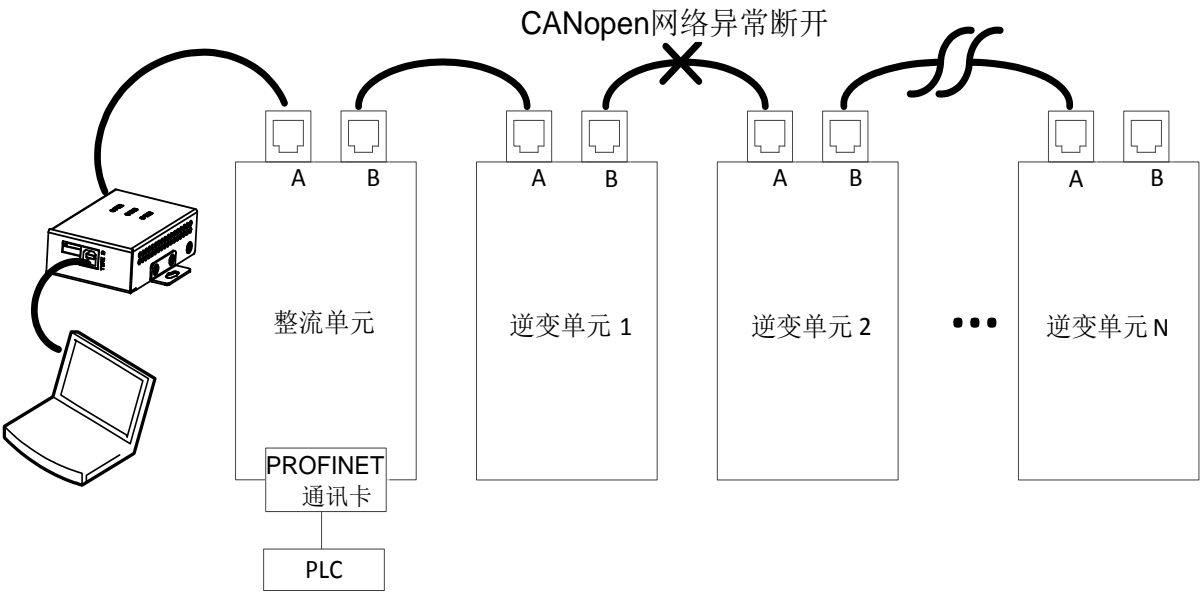 CANopen网络异常断开
A B A B A B A B
整流单元 逆变单元 1 逆变单元 2 ••• 逆变单元 N
PROFINET
通讯卡
PLC